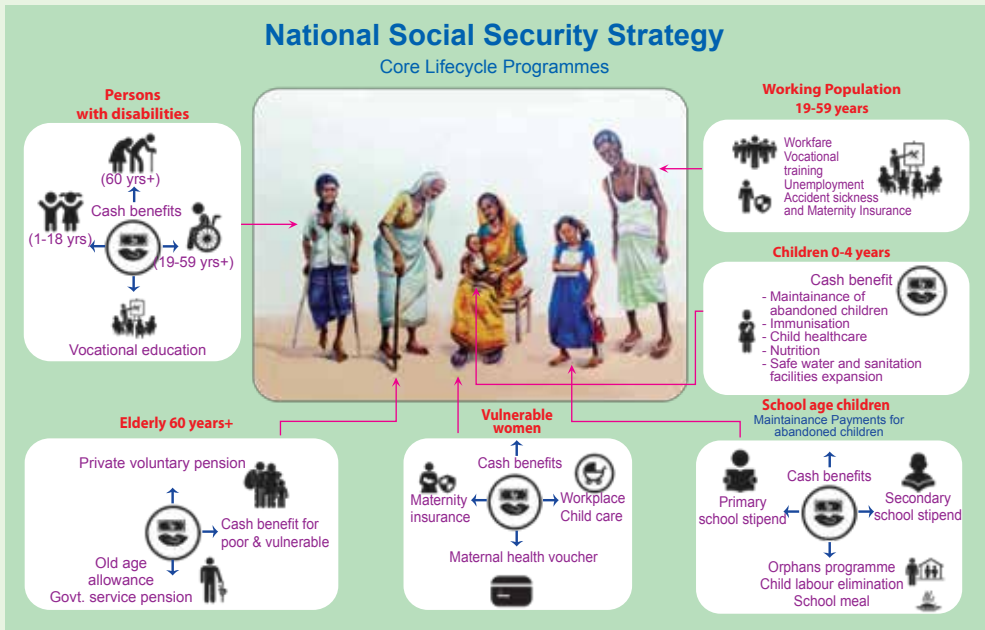 National Social Security Strategy
Core Lifecycle Programmes
Persons
with disabilities
(60 yrs+)
Cash benefits
(1-18 yrs)
(19-59 yrs+)
Vocational education
Working Population
19-59 years
Workfare
Vocational
training
Unemployment
Accident sickness
and Maternity Insurance
Children 0-4 years
Cash benefit
- Maintainance of
abandoned children
- Immunisation
- Child healthcare
- Nutrition
- Safe water and sanitation
facilities expansion
Elderly 60 years+
Private voluntary pension
Cash benefit for
poor & vulnerable
Old age
allowance
Govt. service pension
Vulnerable
women
Cash benefits
Maternity
insurance
Workplace
Child care
Maternal health voucher
School age children
Maintainance Payments for
abandoned children
Cash benefits
Primary
school stipend
Secondary
school stipend
Orphans programme
Child labour elimination
School meal